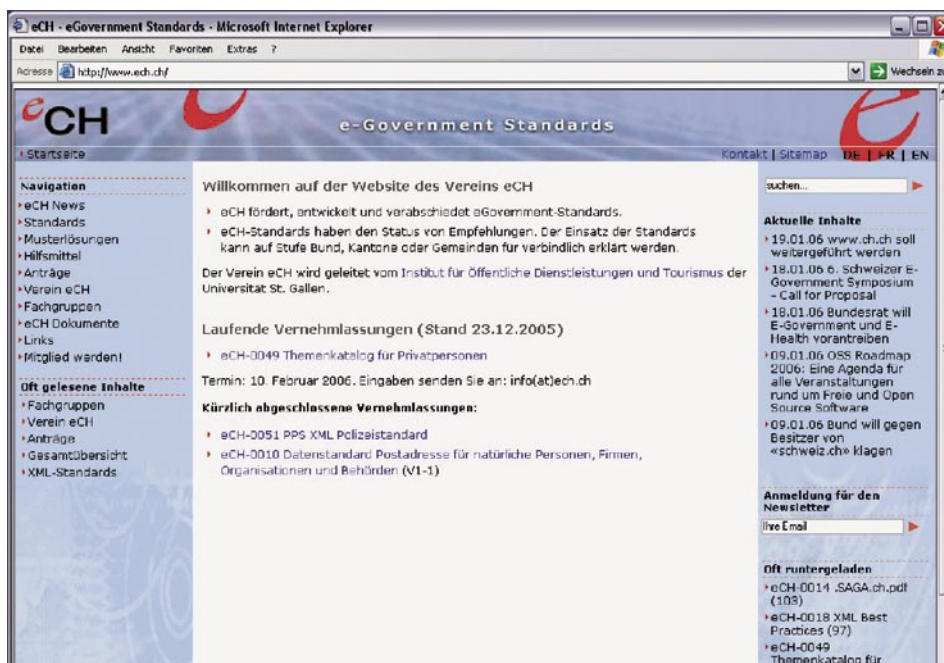 eCH - eGovernment Standards - Microsoft Internet Explorer
Datei Bearbeiten Ansicht Favoriten Extras ?
Adresse http://www.ech.ch/ Wechseln zu
eCH
e-Government Standards
Startseite
Kontakt | Sitemap DE | FR | EN
Navigation
eCH News
Standards
Musterlösungen
Hilfsmittel
Anträge
Verein eCH
Fachgruppen
eCH Dokumente
Links
Mitglied werden!
Oft gelesene Inhalte
Fachgruppen
Verein eCH
Anträge
Gesamtübersicht
XML-Standards
Willkommen auf der Website des Vereins eCH
eCH fördert, entwickelt und verabschiedet eGovernment-Standards.
eCH-Standards haben den Status von Empfehlungen. Der Einsatz der Standards
kann auf Stufe Bund, Kantone oder Gemeinden für verbindlich erklärt werden.
Der Verein eCH wird geleitet vom Institut für Öffentliche Dienstleistungen und Tourismus der
Universität St. Gallen.
Laufende Vernehmlassungen (Stand 23.12.2005)
eCH-0049 Themenkatalog für Privatpersonen
Termin: 10. Februar 2006. Eingaben senden Sie an: info(at)ech.ch
Kürzlich abgeschlossene Vernehmlassungen:
eCH-0051 PPS XML Polizeistandard
eCH-0010 Datenstandard Postadresse für natürliche Personen, Firmen,
Organisationen und Behörden (V1-1)
suchen...
Aktuelle Inhalte
19.01.06 www.ch.ch soll
weitergeführt werden
18.01.06 6. Schweizer E-
Government Symposium
- Call for Proposal
18.01.06 Bundesrat will
E-Government und E-
Health vorantreiben
09.01.06 OSS Roadmap
2006: Eine Agenda für
alle Veranstaltungen
rund um Freie und Open
Source Software
09.01.06 Bund will gegen
Besitzer von
«schweiz.ch» klagen
Anmeldung für den
Newsletter
Ihre Email
Oft runtergeladen
eCH-0014 .SAGA.ch.pdf
(103)
eCH-0018 XML Best
Practices (97)
eCH-0049
Themenkatalog für